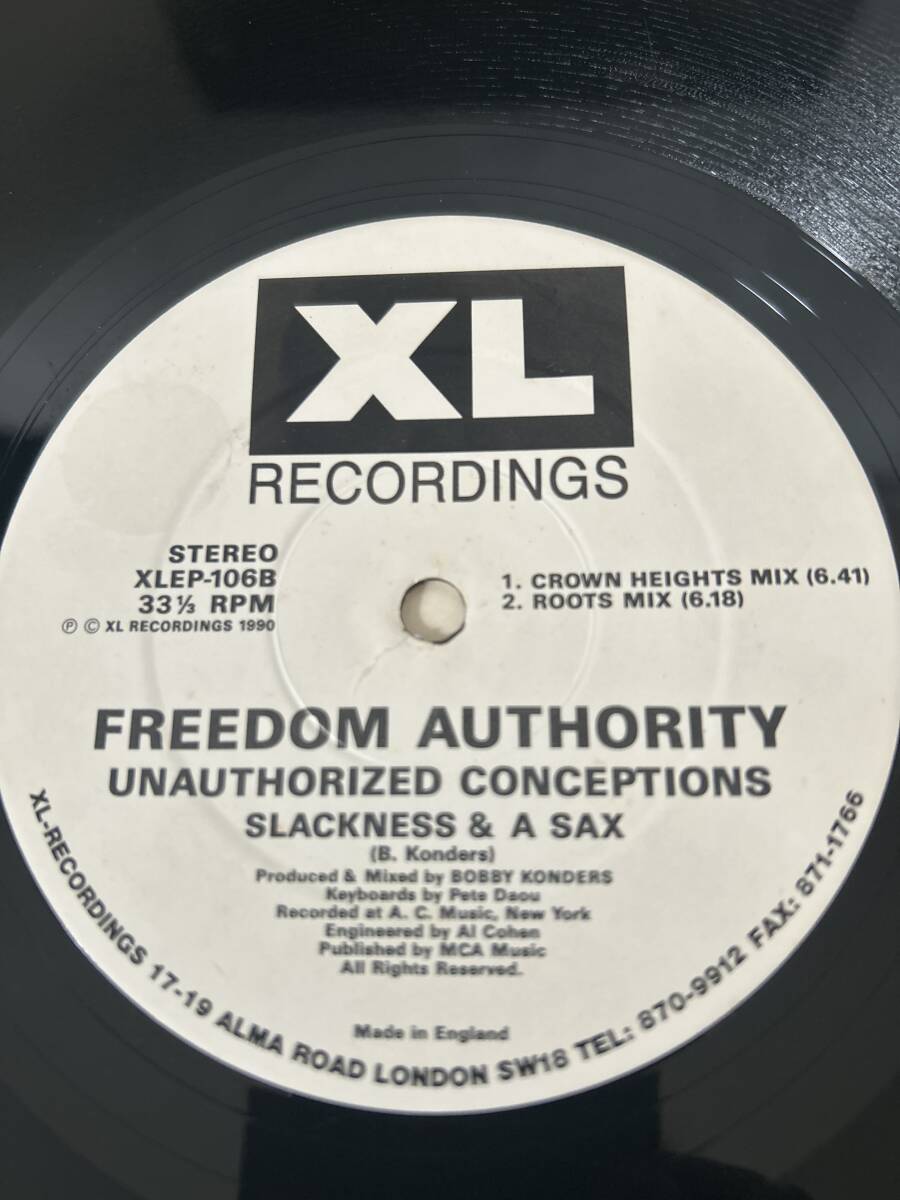 XL
RECORDINGS
STEREO
XLEP-106B
33⅓ RPM
Ⓟ © XL RECORDINGS 1990
1. CROWN HEIGHTS MIX (6.41)
2. ROOTS MIX (6.18)
FREEDOM AUTHORITY
UNAUTHORIZED CONCEPTIONS
SLACKNESS & A SAX
(B. Konders)
Produced & Mixed by BOBBY KONDERS
Keyboards by Pete Daou
Recorded at A. C. Music, New York
Engineered by Al Cohen
Published by MCA Music
All Rights Reserved.
Made in England
XL-RECORDINGS 17-19 ALMA ROAD LONDON SW18 TEL: 870-9912 FAX: 871-1766